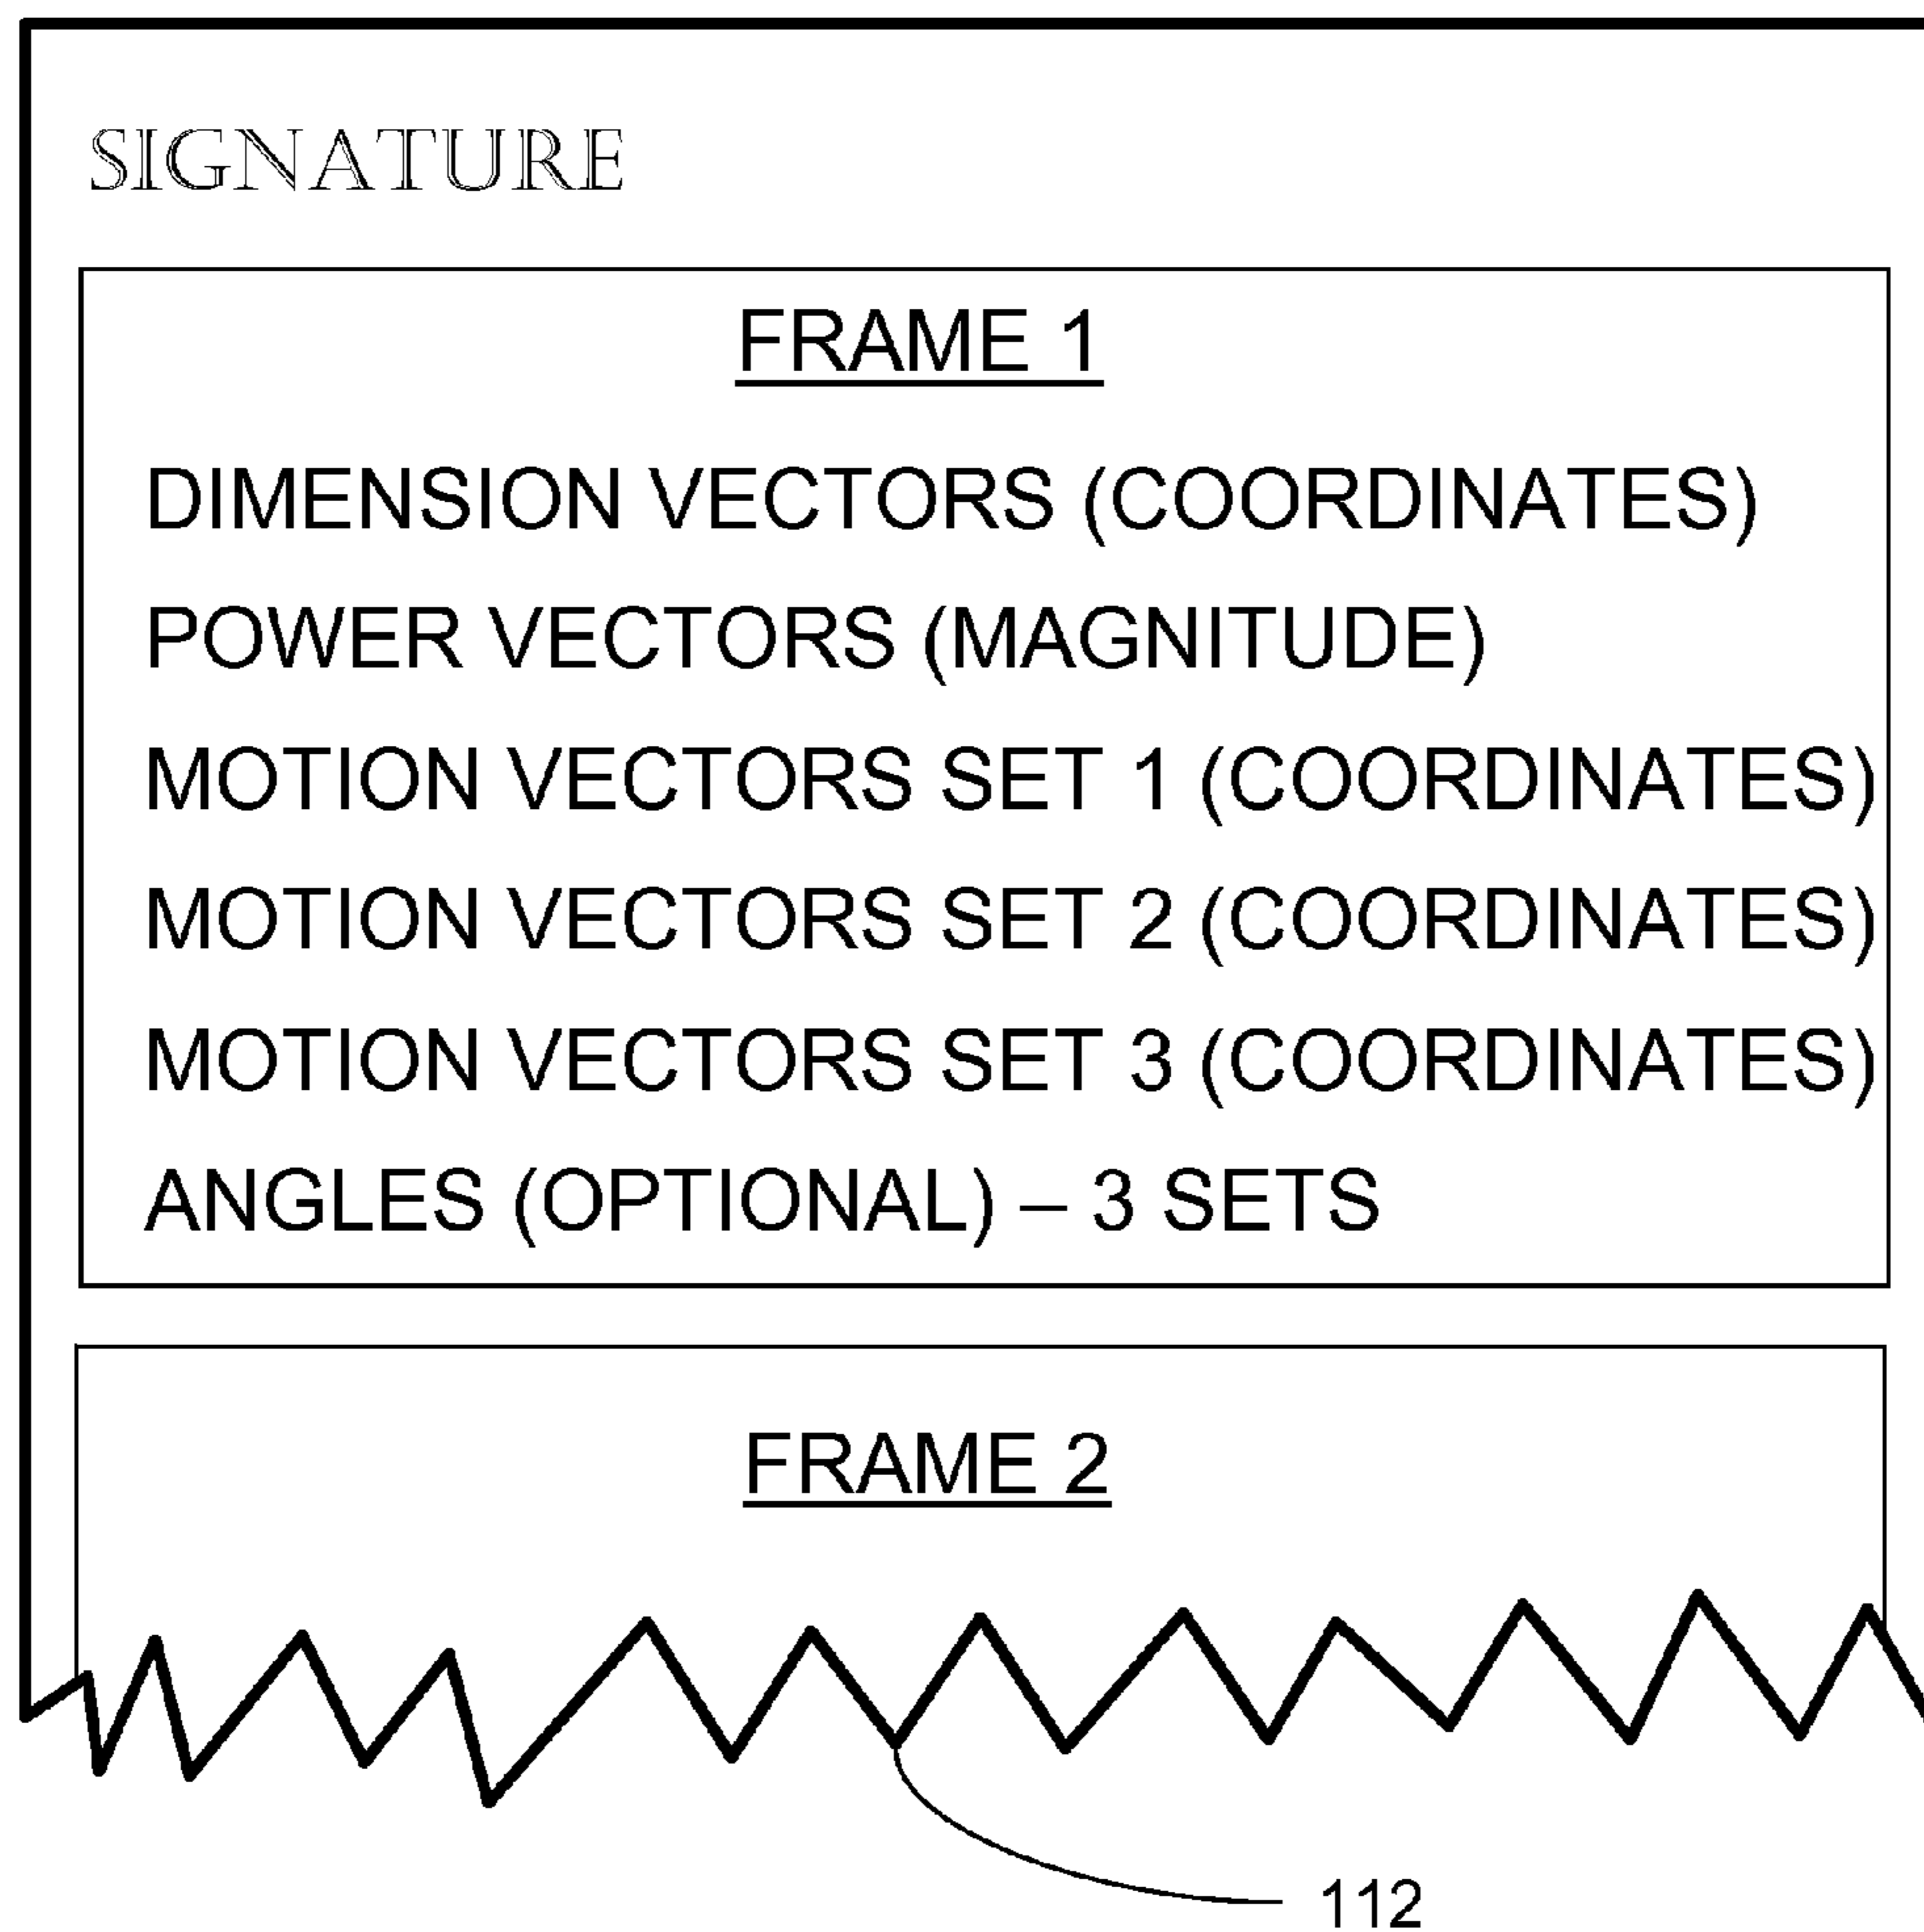 SIGNATURE
FRAME 1
DIMENSION VECTORS (COORDINATES)
POWER VECTORS (MAGNITUDE)
MOTION VECTORS SET 1 (COORDINATES)
MOTION VECTORS SET 2 (COORDINATES)
MOTION VECTORS SET 3 (COORDINATES)
ANGLES (OPTIONAL) – 3 SETS
FRAME 2
112